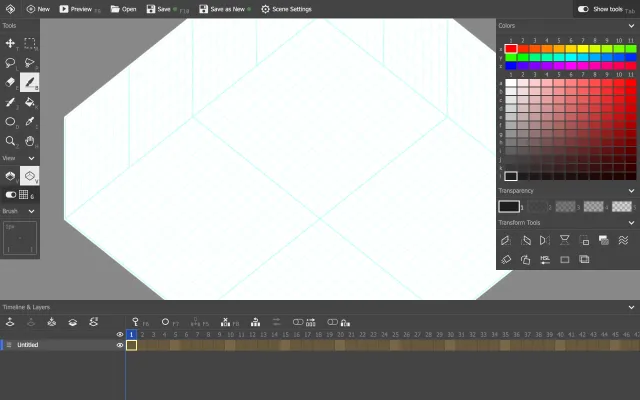 New
Preview F9
Open
Save F10
Save as New
Scene Settings
Show tools Tab
Tools
View
6
Brush
Colors
1 2 3 4 5 6 7 8 9 10 11
x
y
z
1 2 3 4 5 6 7 8 9 10 11
a
b
c
d
e
f
g
h
i
j
k
l
Transparency
1 2 3 4 5
Transform Tools
HSL
Timeline & Layers
F6 F7 F5 F8
1 2 3 4 5 6 7 8 9 10 11 12 13 14 15 16 17 18 19 20 21 22 23 24 25 26 27 28 29 30 31 32 33 34 35 36 37 38 39 40 41 42 43 44 45 46 47
Untitled